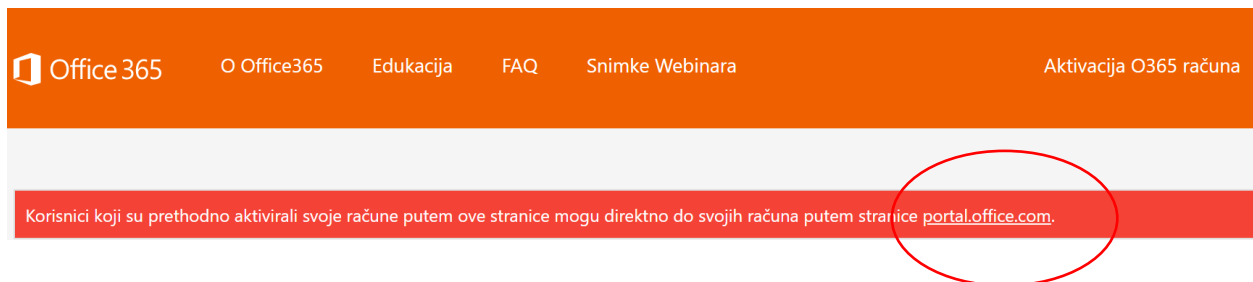 Office 365 O Office365 Edukacija FAQ Snimke Webinara Aktivacija O365 računa
Korisnici koji su prethodno aktivirali svoje račune putem ove stranice mogu direktno do svojih računa putem stranice portal.office.com.